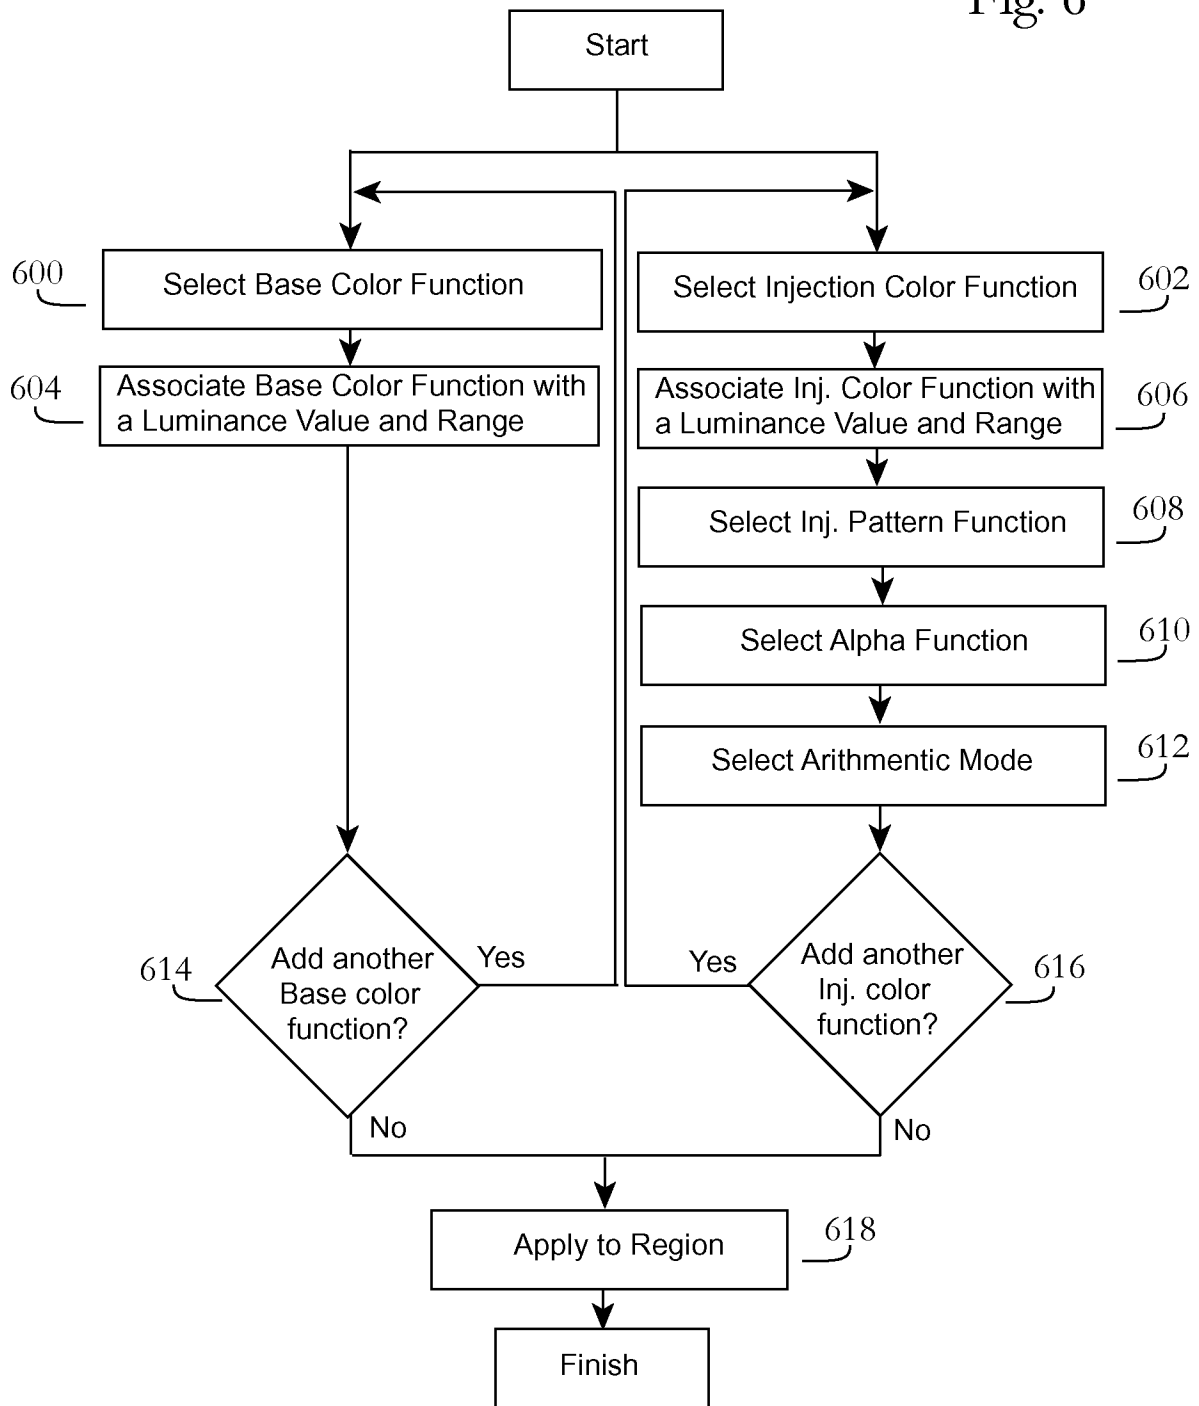 Fig. 6
Start
600
Select Base Color Function
Select Injection Color Function
602
604
Associate Base Color Function with
a Luminance Value and Range
Associate Inj. Color Function with
a Luminance Value and Range
606
Select Inj. Pattern Function
608
Select Alpha Function
610
Select Arithmentic Mode
612
614
Add another
Base color
function?
Yes
Yes
Add another
Inj. color
function?
616
No
No
Apply to Region
618
Finish